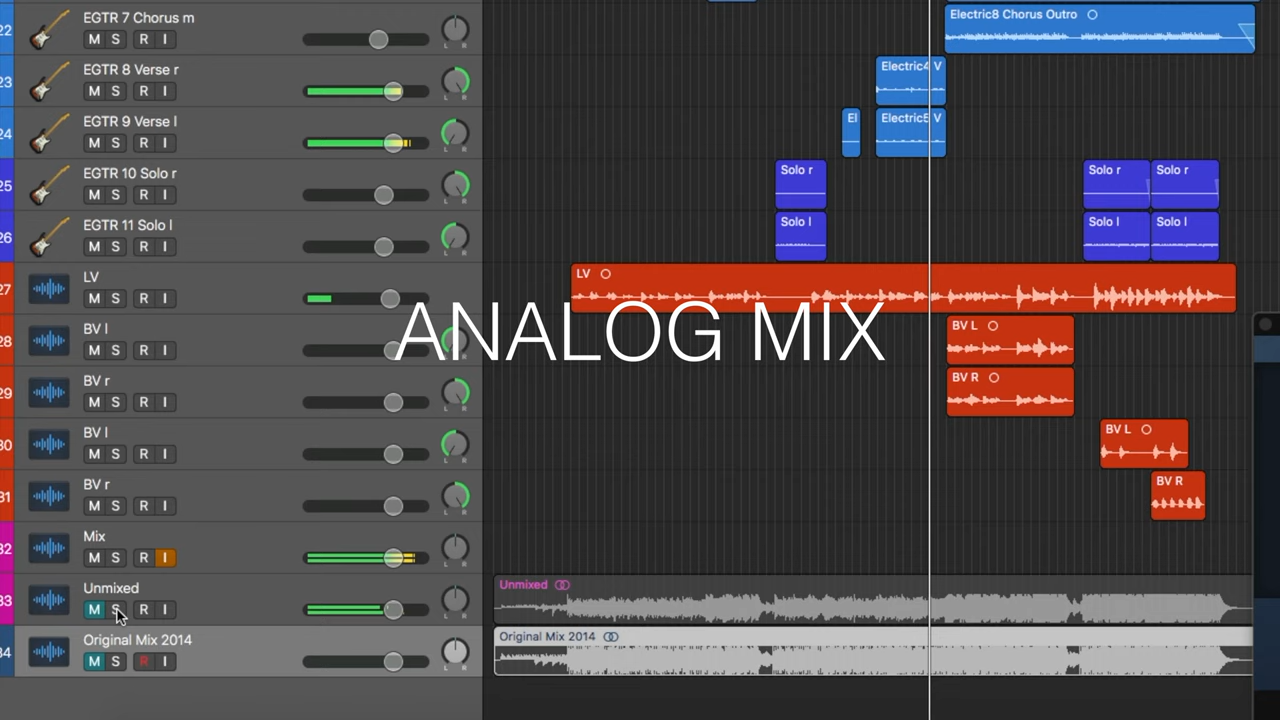 22
EGTR 7 Chorus m
M S R I
L R
Electric8 Chorus Outro
23
EGTR 8 Verse r
M S R I
L R
Electric4 V
24
EGTR 9 Verse l
M S R I
L R
El
Electric5 V
25
EGTR 10 Solo r
M S R I
L R
Solo r
Solo r
Solo r
26
EGTR 11 Solo l
M S R I
L R
Solo l
Solo l
Solo l
27
LV
M S R I
LV
ANALOG MIX
28
BV l
M S R I
L R
BV L
29
BV r
M S R I
L R
BV R
30
BV l
M S R I
L R
BV L
31
BV r
M S R I
L R
BV R
32
Mix
M S R I
L R
33
Unmixed
M S R I
L R
Unmixed
34
Original Mix 2014
M S R I
L R
Original Mix 2014